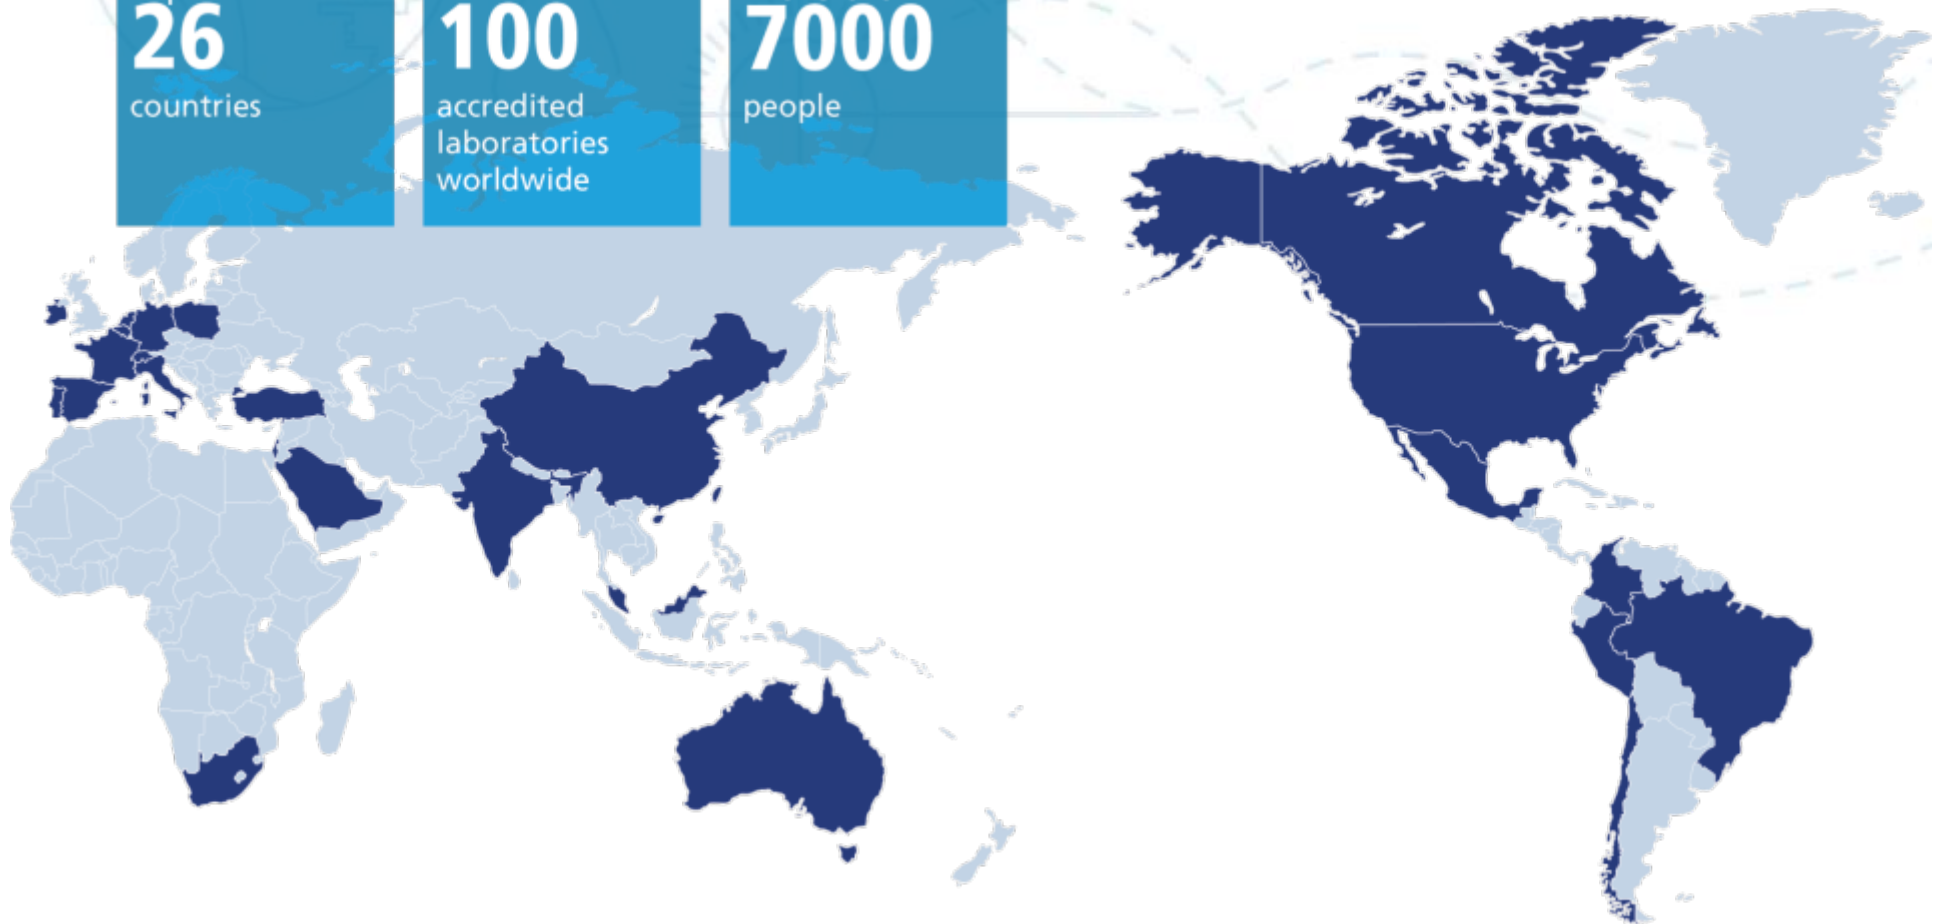 26
countries
100
accredited
laboratories
worldwide
7000
people